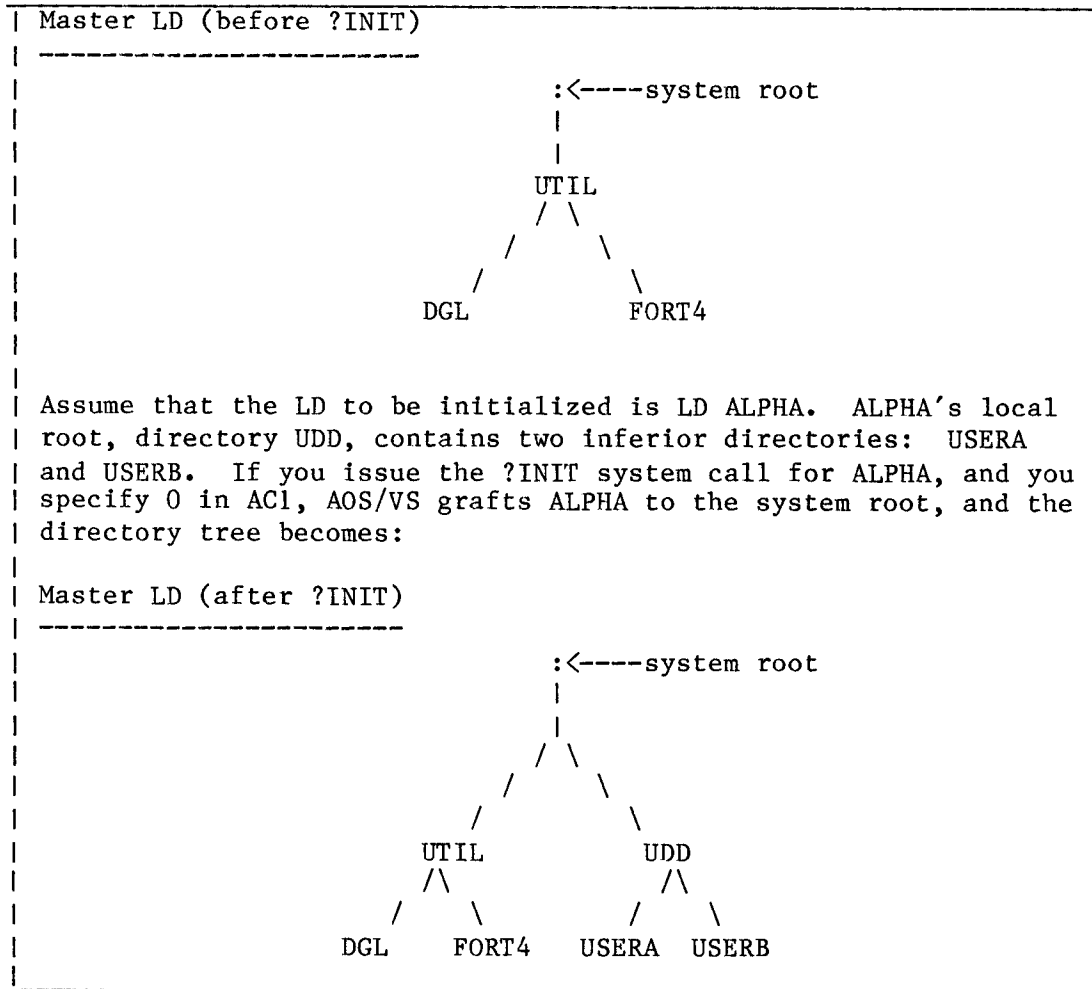 Master LD (before ?INIT)
------------------------
:<----system root
|
|
UTIL
/ \
/ \
/ \
DGL FORT4
Assume that the LD to be initialized is LD ALPHA. ALPHA's local
root, directory UDD, contains two inferior directories: USERA
and USERB. If you issue the ?INIT system call for ALPHA, and you
specify 0 in AC1, AOS/VS grafts ALPHA to the system root, and the
directory tree becomes:
Master LD (after ?INIT)
-----------------------
:<----system root
|
|
/ \
/ \
/ \
UTIL UDD
/\ /\
/ \ / \
DGL FORT4 USERA USERB